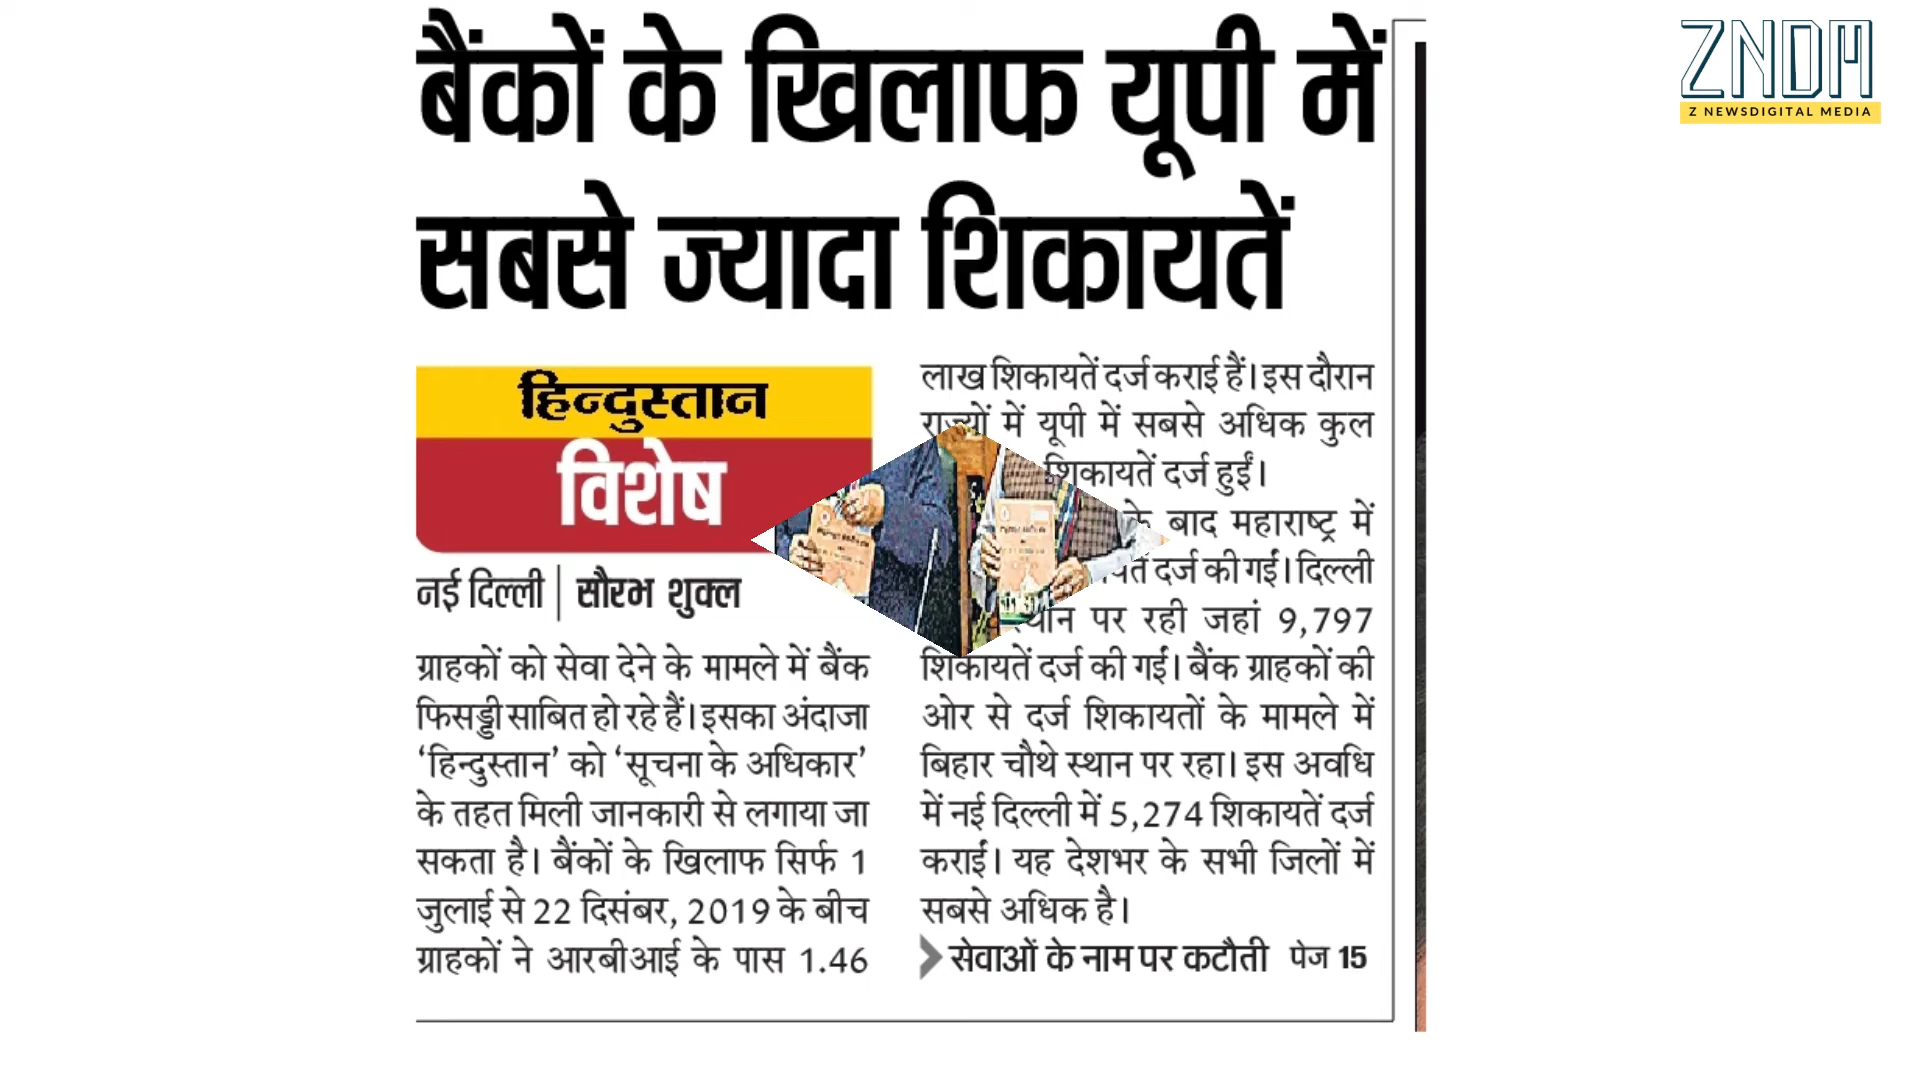 बैंकों के खिलाफ यूपी में
सबसे ज्यादा शिकायतें
हिन्दुस्तान
विशेष
नई दिल्ली | सौरभ शुक्ल
ग्राहकों को सेवा देने के मामले में बैंक
फिसड्डी साबित हो रहे हैं। इसका अंदाजा
‘हिन्दुस्तान’ को ‘सूचना के अधिकार’
के तहत मिली जानकारी से लगाया जा
सकता है। बैंकों के खिलाफ सिर्फ 1
जुलाई से 22 दिसंबर, 2019 के बीच
ग्राहकों ने आरबीआई के पास 1.46
लाख शिकायतें दर्ज कराई हैं। इस दौरान
राज्यों में यूपी में सबसे अधिक कुल
शिकायतें दर्ज हुईं।
के बाद महाराष्ट्र में
दर्ज की गईं। दिल्ली
पर रही जहां 9,797
शिकायतें दर्ज की गईं। बैंक ग्राहकों की
ओर से दर्ज शिकायतों के मामले में
बिहार चौथे स्थान पर रहा। इस अवधि
में नई दिल्ली में 5,274 शिकायतें दर्ज
कराईं। यह देशभर के सभी जिलों में
सबसे अधिक है।
सेवाओं के नाम पर कटौती पेज 15
ZNDM
Z NEWSDIGITAL MEDIA